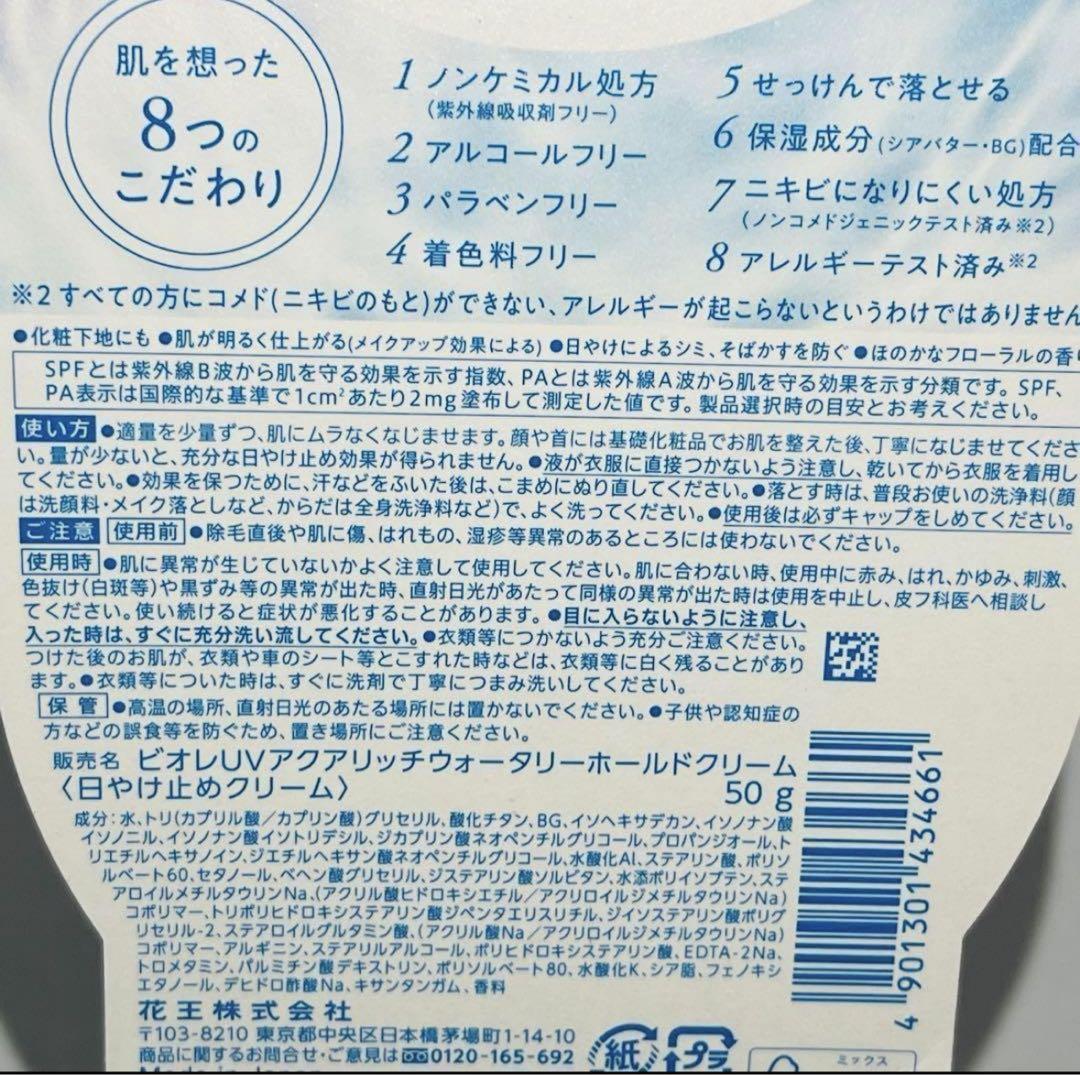 肌を想った
8つの
こだわり
1 ノンケミカル処方
(紫外線吸収剤フリー)
2 アルコールフリー
3 パラベンフリー
4 着色料フリー
5 せっけんで落とせる
6 保湿成分(シアバター・BG)配合
7 ニキビになりにくい処方
(ノンコメドジェニックテスト済み※2)
8 アレルギーテスト済み※2
※2 すべての方にコメド(ニキビのもと)ができない、アレルギーが起こらないというわけではありません
●化粧下地にも ●肌が明るく仕上がる(メイクアップ効果による) ●日やけによるシミ、そばかすを防ぐ ●ほのかなフローラルの香り
SPFとは紫外線B波から肌を守る効果を示す指数、PAとは紫外線A波から肌を守る効果を示す分類です。SPF、
PA表示は国際的な基準で1cm²あたり2mg塗布して測定した値です。製品選択時の目安とお考えください。
使い方 ●適量を少量ずつ、肌にムラなくなじませます。顔や首には基礎化粧品でお肌を整えた後、丁寧になじませてくださ
い。量が少ないと、充分な日やけ止め効果が得られません。●液が衣服に直接つかないよう注意し、乾いてから衣服を着用し
てください。●効果を保つために、汗などをふいた後は、こまめにぬり直してください。●落とす時は、普段お使いの洗浄料(顔
は洗顔料・メイク落としなど、からだは全身洗浄料など)で、よく洗ってください。●使用後は必ずキャップをしめてください。
ご注意 使用前 ●除毛直後や肌に傷、はれもの、湿疹等異常のあるところには使わないでください。
使用時 ●肌に異常が生じていないかよく注意して使用してください。肌に合わない時、使用中に赤み、はれ、かゆみ、刺激、
色抜け(白斑等)や黒ずみ等の異常が出た時、直射日光があたって同様の異常が出た時は使用を中止し、皮フ科医へ相談し
てください。使い続けると症状が悪化することがあります。●目に入らないように注意し、
入った時は、すぐに充分洗い流してください。●衣類等につかないよう充分ご注意ください。
つけた後のお肌が、衣類や車のシート等とこすれた時などは、衣類等に白く残ることがあり
ます。●衣類等についた時は、すぐに洗剤で丁寧につまみ洗いしてください。
保管 ●高温の場所、直射日光のあたる場所には置かないでください。●子供や認知症の
方などの誤食等を防ぐため、置き場所にご注意ください。
販売名 ビオレUVアクアリッチウォータリーホールドクリーム
〈日やけ止めクリーム〉 50g
成分:水、トリ(カプリル酸/カプリン酸)グリセリル、酸化チタン、BG、イソヘキサデカン、イソノナン酸
イソノニル、イソノナン酸イソトリデシル、ジカプリン酸ネオペンチルグリコール、プロパンジオール、ト
リエチルヘキサノイン、ジエチルヘキサン酸ネオペンチルグリコール、水酸化Al、ステアリン酸、ポリソ
ルベート60、セタノール、ベヘン酸グリセリル、ジステアリン酸ソルビタン、水添ポリイソブテン、ステ
アロイルメチルタウリンNa、(アクリル酸ヒドロキシエチル/アクリロイルジメチルタウリンNa)
コポリマー、トリポリヒドロキシステアリン酸ジペンタエリスリチル、ジイソステアリン酸ポリグ
リセリル-2、ステアロイルグルタミン酸、(アクリル酸Na/アクリロイルジメチルタウリンNa)
コポリマー、アルギニン、ステアリルアルコール、ポリヒドロキシステアリン酸、EDTA-2Na、
トロメタミン、パルミチン酸デキストリン、ポリソルベート80、水酸化K、シア脂、フェノキシ
エタノール、デヒドロ酢酸Na、キサンタンガム、香料
花王株式会社
〒103-8210 東京都中央区日本橋茅場町1-14-10
商品に関するお問合せ・ご意見は 0120-165-692
Made in Japan
4 901301 434661
紙
プラ
ミックス